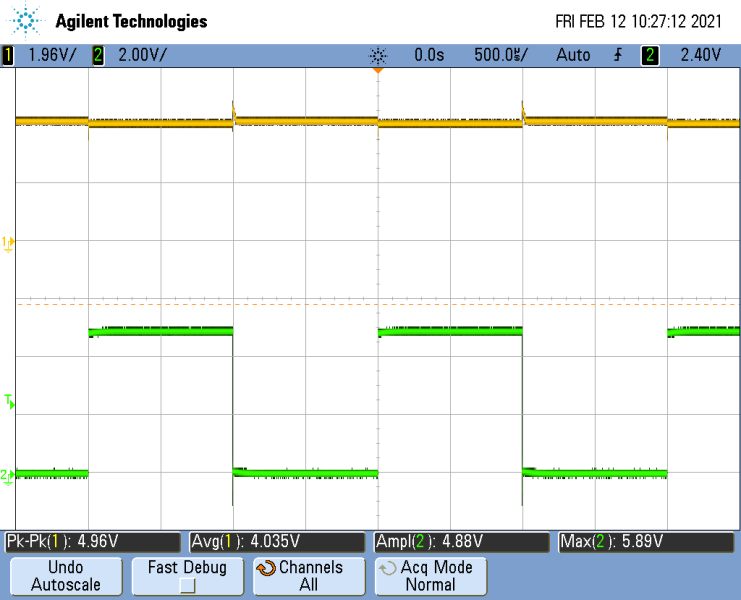 Agilent Technologies FRI FEB 12 10:27:12 2021
1 1.96V/ 2 2.00V/ 0.0s 500.0µ/ Auto 2 2.40V
1
T
2
Pk-Pk(1): 4.96V Avg(1): 4.035V Ampl(2): 4.88V Max(2): 5.89V
Undo Autoscale
Fast Debug
Channels All
Acq Mode Normal